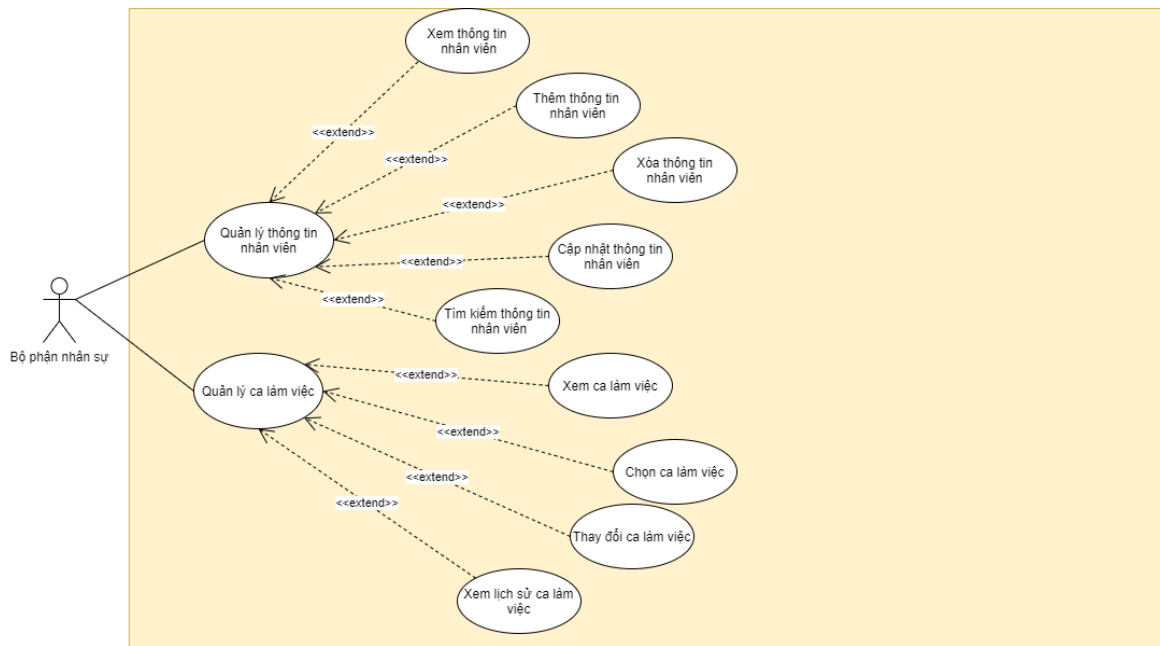 Xem thông tin
nhân viên
Thêm thông tin
nhân viên
<<extend>>
<<extend>>
Xóa thông tin
nhân viên
<<extend>>
Quản lý thông tin
nhân viên
Cập nhật thông tin
nhân viên
<<extend>>
<<extend>>
Tìm kiếm thông tin
nhân viên
Bộ phận nhân sự
Quản lý ca làm việc
<<extend>>
Xem ca làm việc
<<extend>>
Chọn ca làm việc
<<extend>>
<<extend>>
Thay đổi ca làm việc
Xem lịch sử ca làm
việc